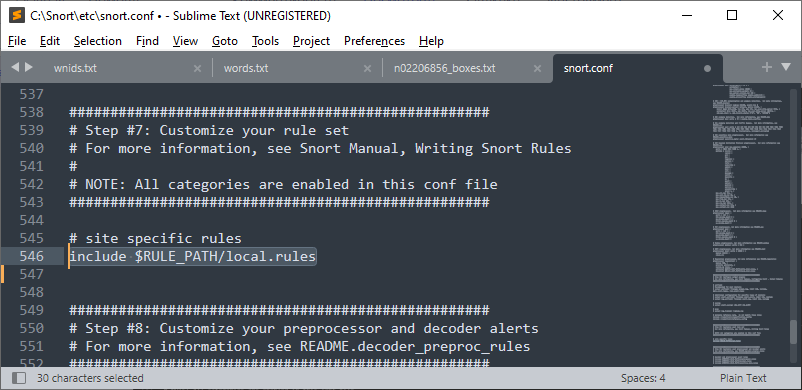 C:\Snort\etc\snort.conf • - Sublime Text (UNREGISTERED)
File Edit Selection Find View Goto Tools Project Preferences Help
wnids.txt words.txt n02206856_boxes.txt snort.conf
537
538 ###################################################
539 # Step #7: Customize your rule set
540 # For more information, see Snort Manual, Writing Snort Rules
541 #
542 # NOTE: All categories are enabled in this conf file
543 ###################################################
544
545 # site specific rules
546 include $RULE_PATH/local.rules
547
548
549 ###################################################
550 # Step #8: Customize your preprocessor and decoder alerts
551 # For more information, see README.decoder_preproc_rules
552 ###################################################
30 characters selected Spaces: 4 Plain Text